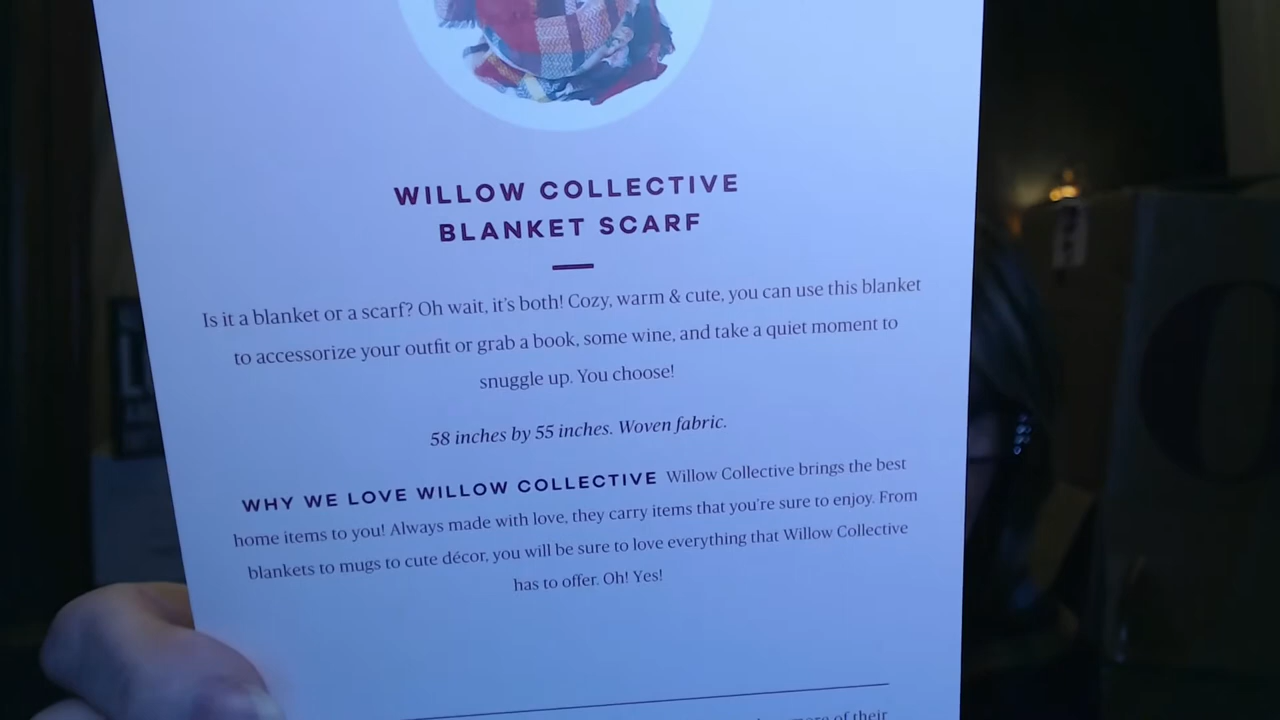 WILLOW COLLECTIVE
BLANKET SCARF
Is it a blanket or a scarf? Oh wait, it's both! Cozy, warm & cute, you can use this blanket
to accessorize your outfit or grab a book, some wine, and take a quiet moment to
snuggle up. You choose!
58 inches by 55 inches. Woven fabric.
WHY WE LOVE WILLOW COLLECTIVE Willow Collective brings the best
home items to you! Always made with love, they carry items that you're sure to enjoy. From
blankets to mugs to cute décor, you will be sure to love everything that Willow Collective
has to offer. Oh! Yes!
of their